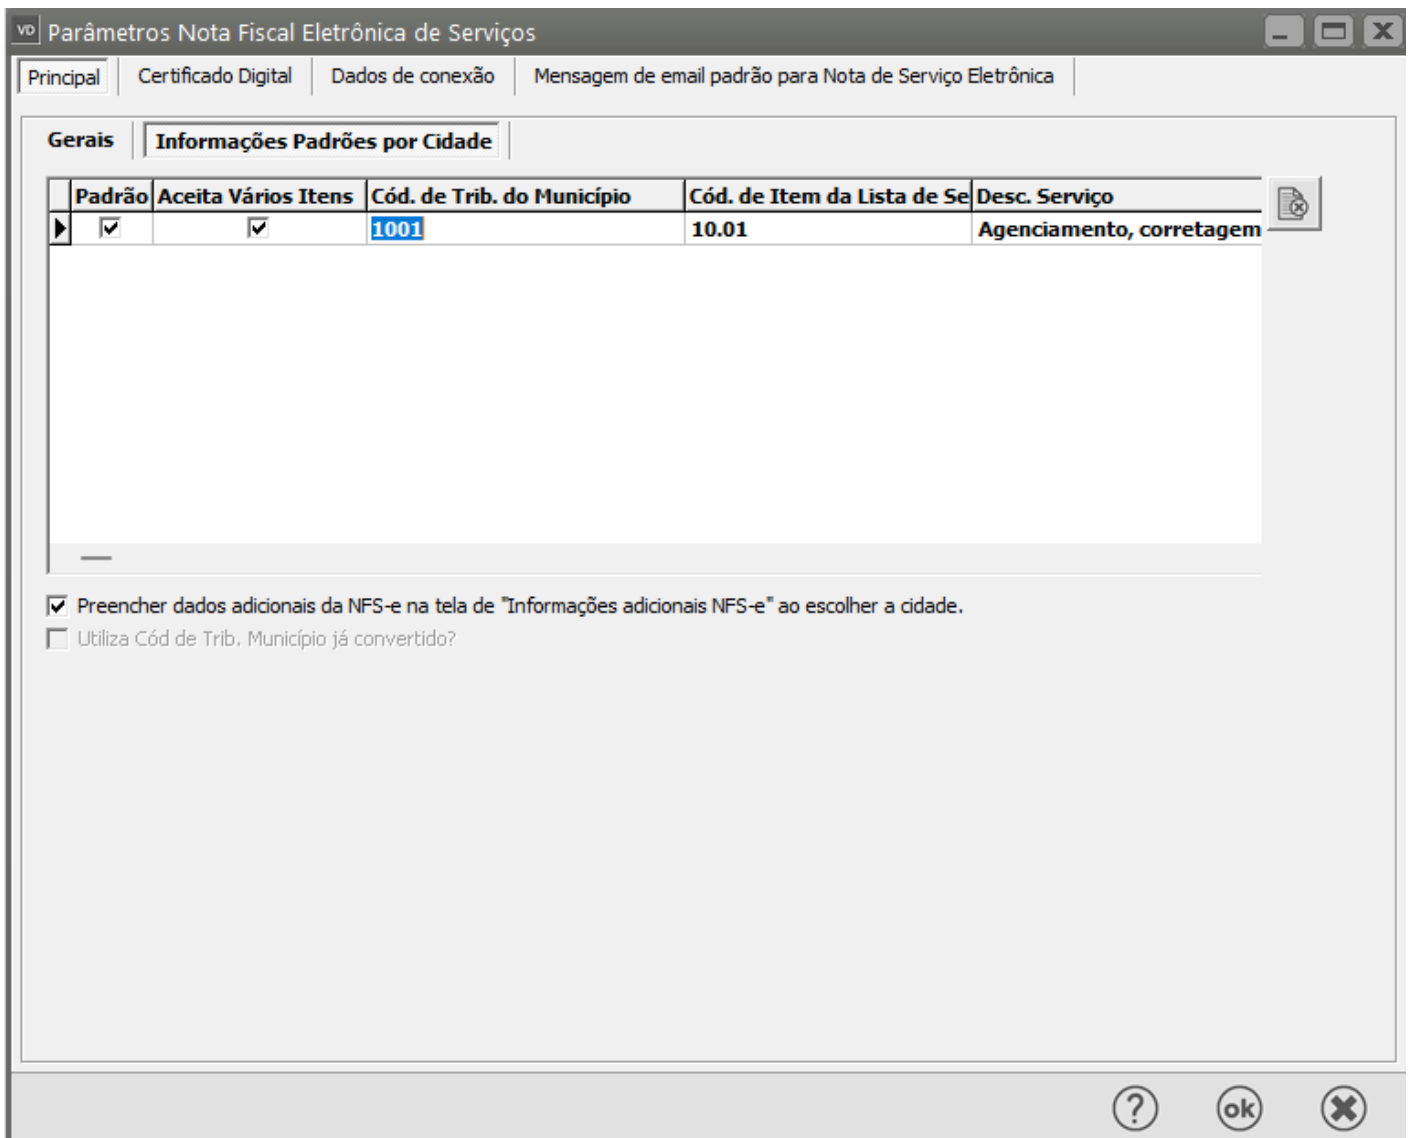 VD Parâmetros Nota Fiscal Eletrônica de Serviços
Principal Certificado Digital Dados de conexão Mensagem de email padrão para Nota de Serviço Eletrônica
Gerais Informações Padrões por Cidade
Padrão Aceita Vários Itens Cód. de Trib. do Município Cód. de Item da Lista de Se Desc. Serviço
1001 10.01 Agenciamento, corretagem
Preencher dados adicionais da NFS-e na tela de "Informações adicionais NFS-e" ao escolher a cidade.
Utiliza Cód de Trib. Município já convertido?
? ok